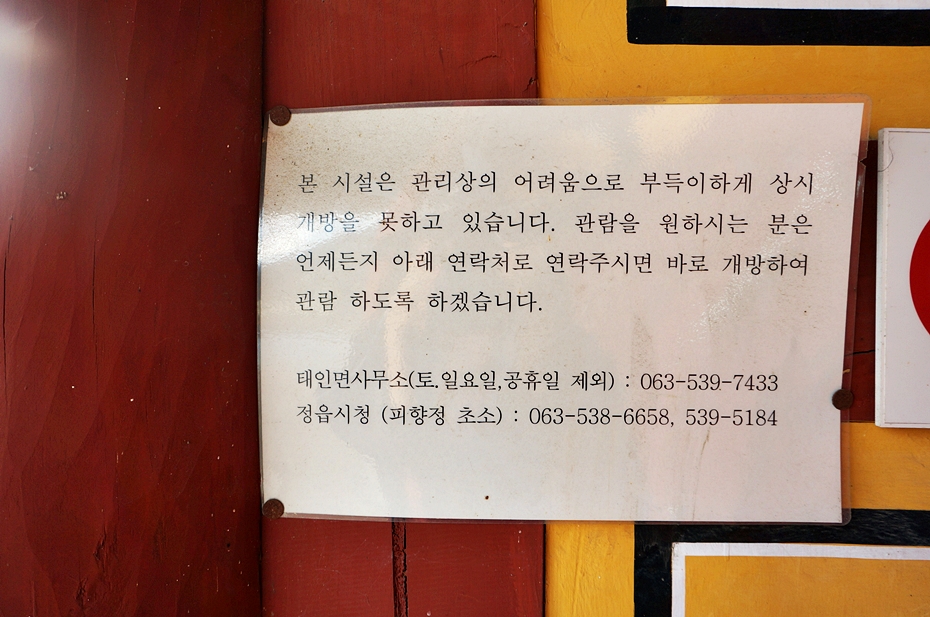 본 시설은 관리상의 어려움으로 부득이하게 상시
개방을 못하고 있습니다. 관람을 원하시는 분은
언제든지 아래 연락처로 연락주시면 바로 개방하여
관람 하도록 하겠습니다.
태인면사무소(토.일요일,공휴일 제외) : 063-539-7433
정읍시청 (피향정 초소) : 063-538-6658, 539-5184